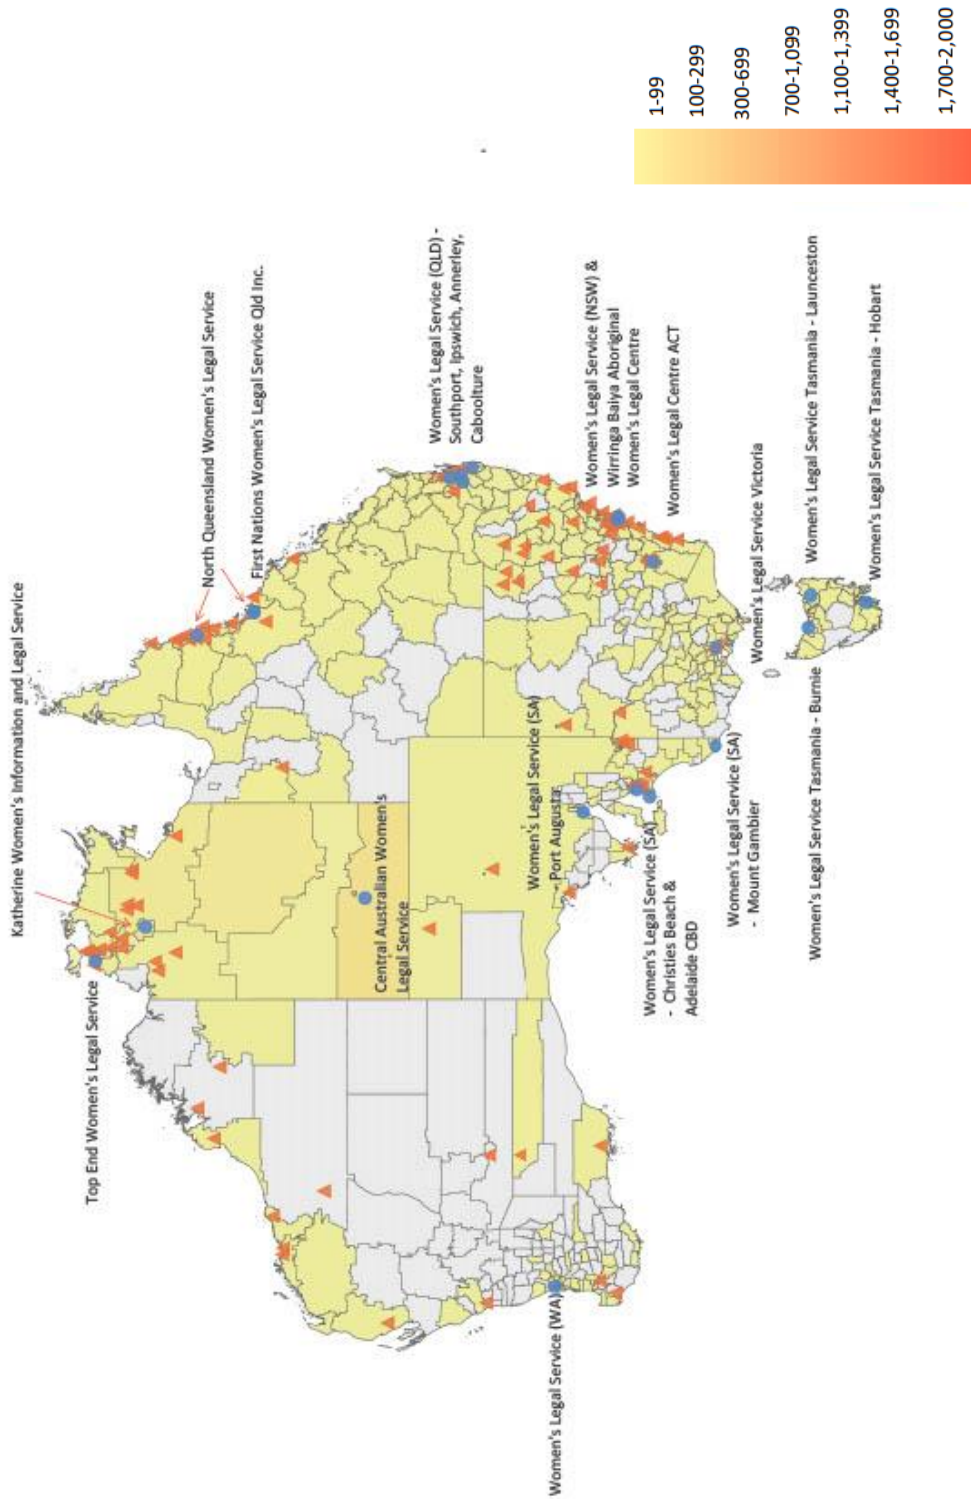 Katherine Women's Information and Legal Service
Top End Women's Legal Service
North Queensland Women's Legal Service
First Nations Women's Legal Service Qld Inc.
Central Australian Women's
Legal Service
Women's Legal Service (QLD) -
Southport, Ipswich, Annerley,
Caboolture
Women's Legal Service (WA)
Women's Legal Service (SA)
- Port Augusta
Women's Legal Service (NSW) &
Wirringa Baiya Aboriginal
Women's Legal Centre
Women's Legal Service (SA)
- Christies Beach &
Adelaide CBD
Women's Legal Centre ACT
Women's Legal Service (SA)
- Mount Gambier
Women's Legal Service Victoria
Women's Legal Service Tasmania - Burnie
Women's Legal Service Tasmania - Launceston
Women's Legal Service Tasmania - Hobart
1-99
100-299
300-699
700-1,099
1,100-1,399
1,400-1,699
1,700-2,000